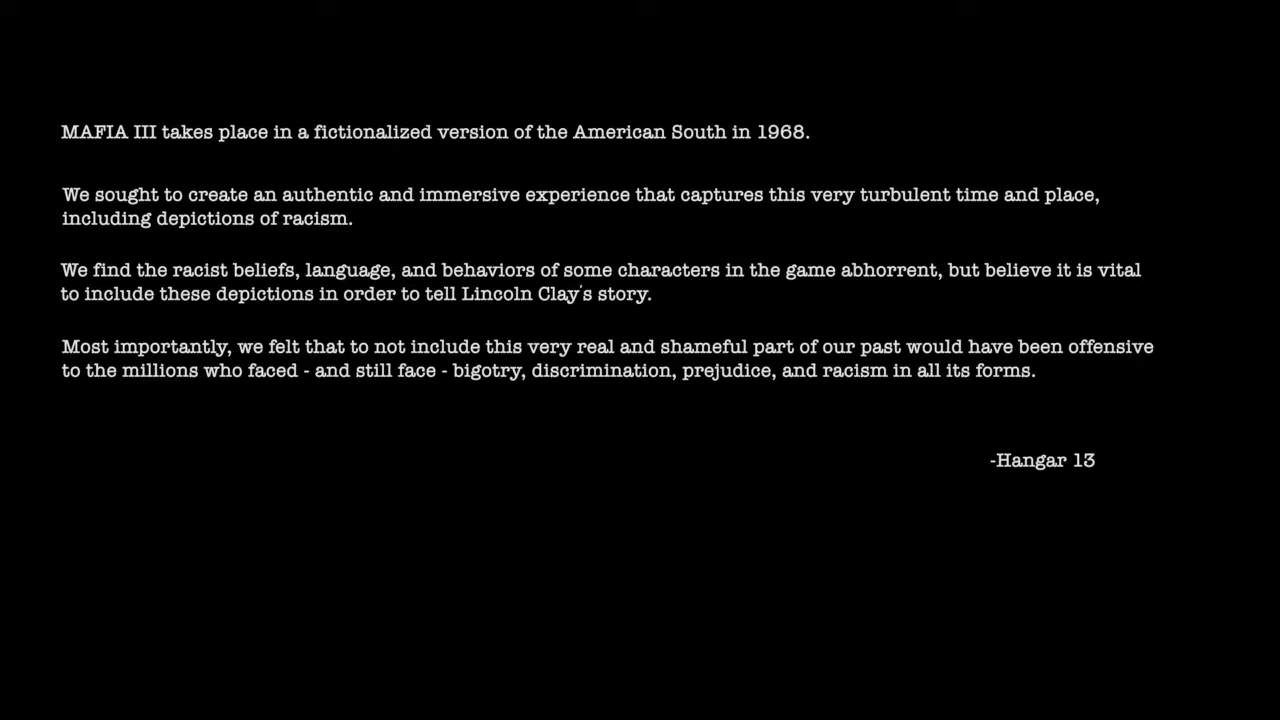 MAFIA III takes place in a fictionalized version of the American South in 1968.
We sought to create an authentic and immersive experience that captures this very turbulent time and place,
including depictions of racism.
We find the racist beliefs, language, and behaviors of some characters in the game abhorrent, but believe it is vital
to include these depictions in order to tell Lincoln Clay's story.
Most importantly, we felt that to not include this very real and shameful part of our past would have been offensive
to the millions who faced - and still face - bigotry, discrimination, prejudice, and racism in all its forms.
-Hangar 13